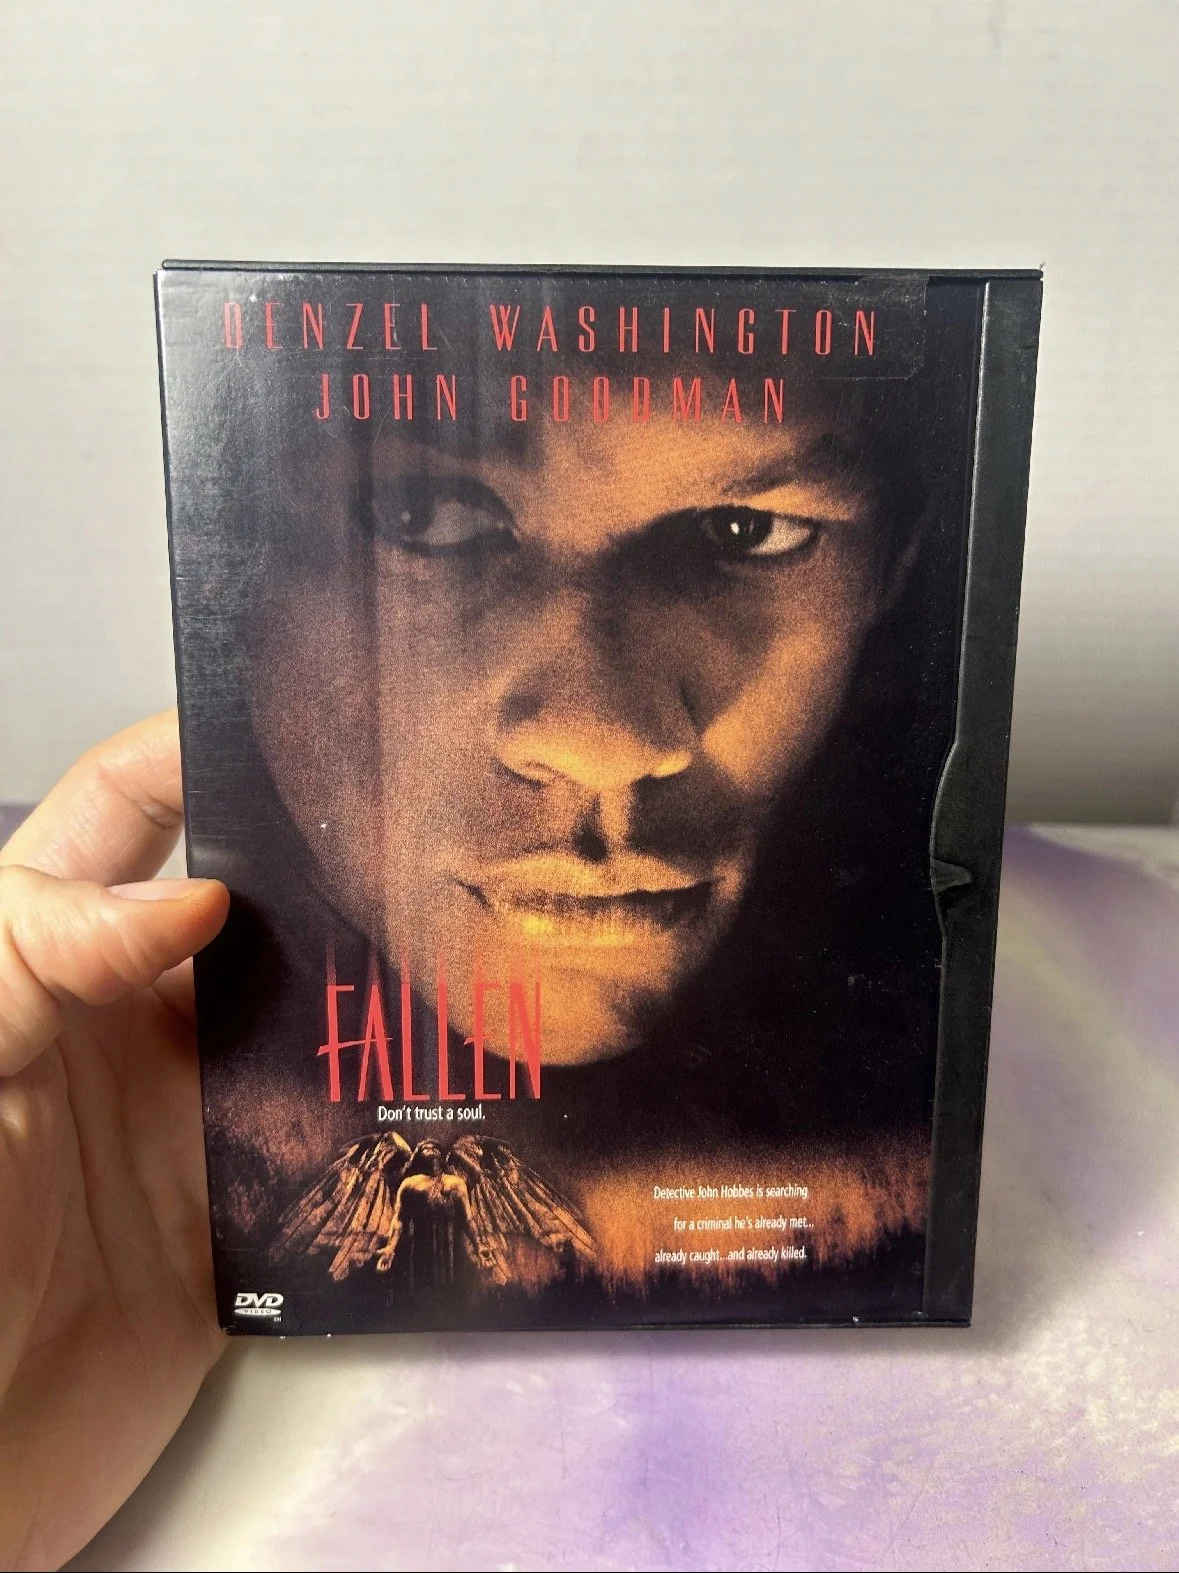 DENZEL WASHINGTON
JOHN GOODMAN
FALLEN
Don't trust a soul.
Detective John Hobbes is searching
for a criminal he's already met...
already caught...and already killed.
DVD
VIDEO